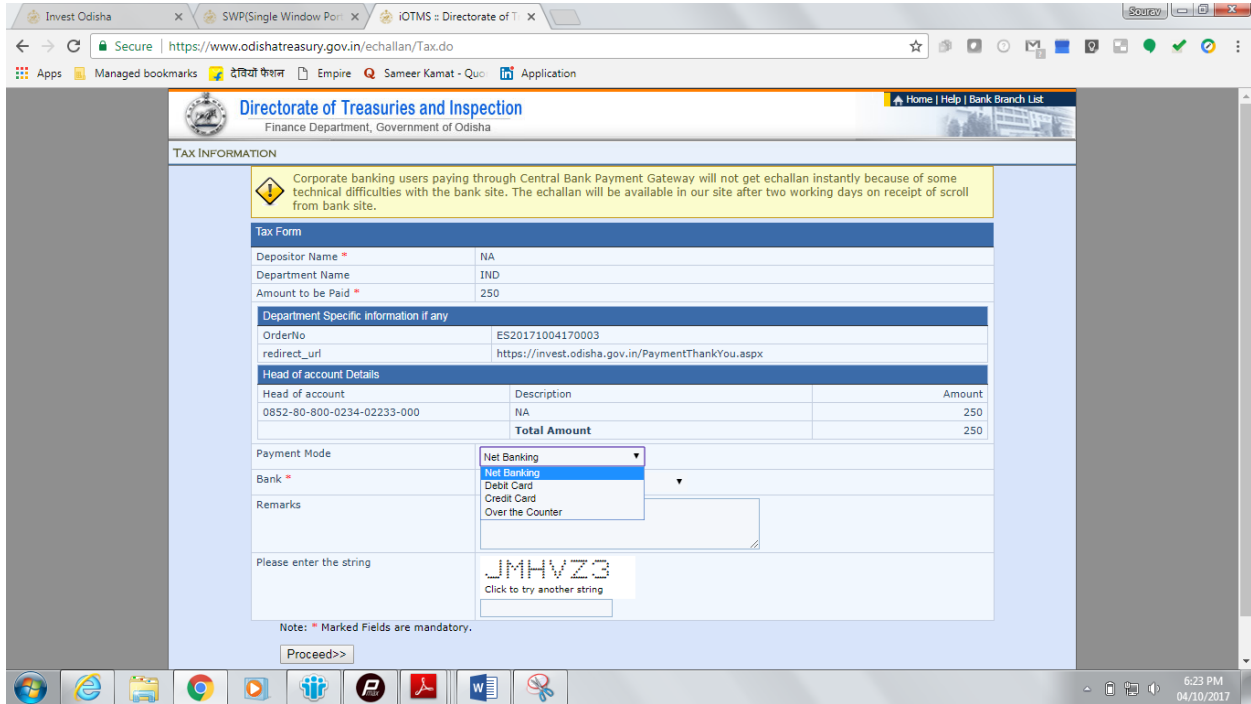 Invest Odisha
SWP(Single Window Port
iOTMS :: Directorate of T
Sourav
Secure https://www.odishatreasury.gov.in/echallan/Tax.do
Apps Managed bookmarks देवियों फैशन Empire Sameer Kamat - Quo Application
Directorate of Treasuries and Inspection
Finance Department, Government of Odisha
Home | Help | Bank Branch List
TAX INFORMATION
Corporate banking users paying through Central Bank Payment Gateway will not get echallan instantly because of some
technical difficulties with the bank site. The echallan will be available in our site after two working days on receipt of scroll
from bank site.
Tax Form
Depositor Name * NA
Department Name IND
Amount to be Paid * 250
Department Specific information if any
OrderNo ES20171004170003
redirect_url https://invest.odisha.gov.in/PaymentThankYou.aspx
Head of account Details
Head of account Description Amount
0852-80-800-0234-02233-000 NA 250
Total Amount 250
Payment Mode Net Banking
Net Banking
Bank *
Debit Card
Credit Card
Remarks
Over the Counter
Please enter the string
JMHVZ3
Click to try another string
Note: * Marked Fields are mandatory.
Proceed>>
6:23 PM
04/10/2017